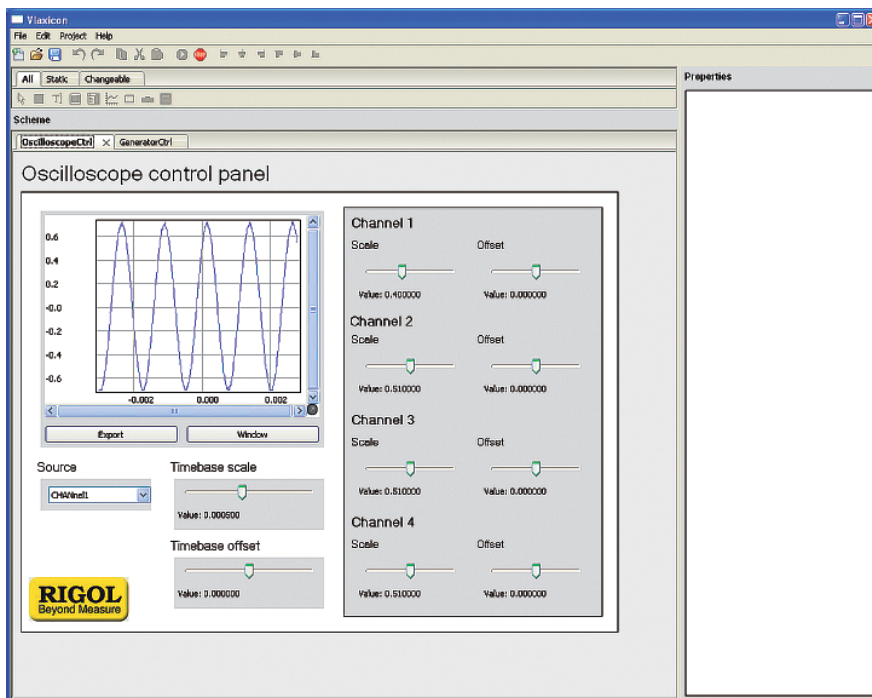 Vlaxicon
File Edit Project Help
All Static Changeable
Properties
Scheme
OscilloscopeCtrl GeneratorCtrl
Oscilloscope control panel
0.6
0.4
0.2
-0.0
-0.2
-0.4
-0.6
-0.002 0.000 0.002
Export Window
Source
CHANnel1
Timebase scale
Value: 0.000500
Timebase offset
Value: 0.000000
RIGOL
Beyond Measure
Channel 1
Scale Offset
Value: 0.400000 Value: 0.000000
Channel 2
Scale Offset
Value: 0.510000 Value: 0.000000
Channel 3
Scale Offset
Value: 0.510000 Value: 0.000000
Channel 4
Scale Offset
Value: 0.510000 Value: 0.000000